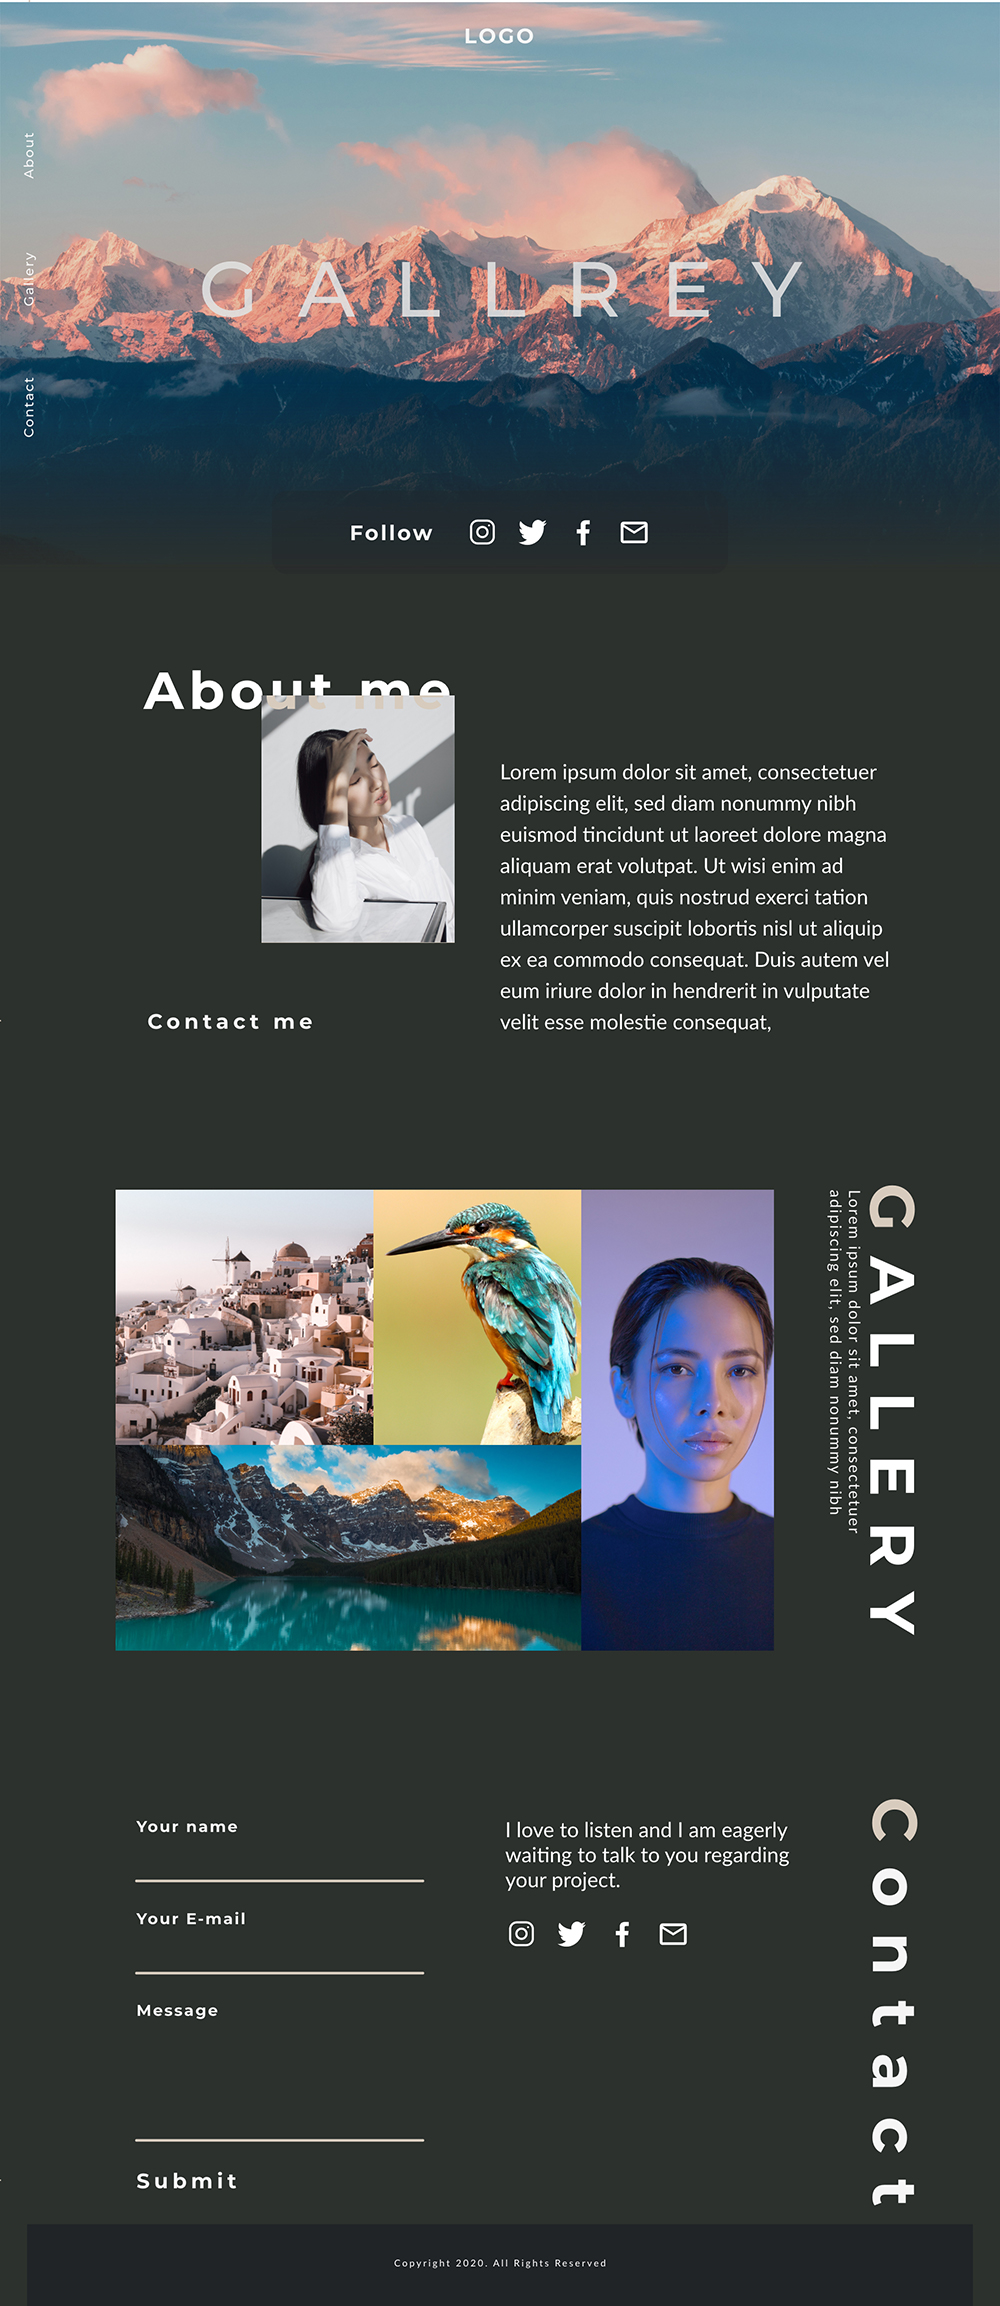 LOGO
About
Gallery
Contact
GALLREY
Follow
About me
Lorem ipsum dolor sit amet, consectetuer
adipiscing elit, sed diam nonummy nibh
euismod tincidunt ut laoreet dolore magna
aliquam erat volutpat. Ut wisi enim ad
minim veniam, quis nostrud exerci tation
ullamcorper suscipit lobortis nisl ut aliquip
ex ea commodo consequat. Duis autem vel
eum iriure dolor in hendrerit in vulputate
velit esse molestie consequat,
Contact me
GALLERY
Lorem ipsum dolor sit amet, consectetuer
adipiscing elit, sed diam nonummy nibh
Contact
Your name
Your E-mail
Message
Submit
I love to listen and I am eagerly
waiting to talk to you regarding
your project.
Copyright 2020. All Rights Reserved